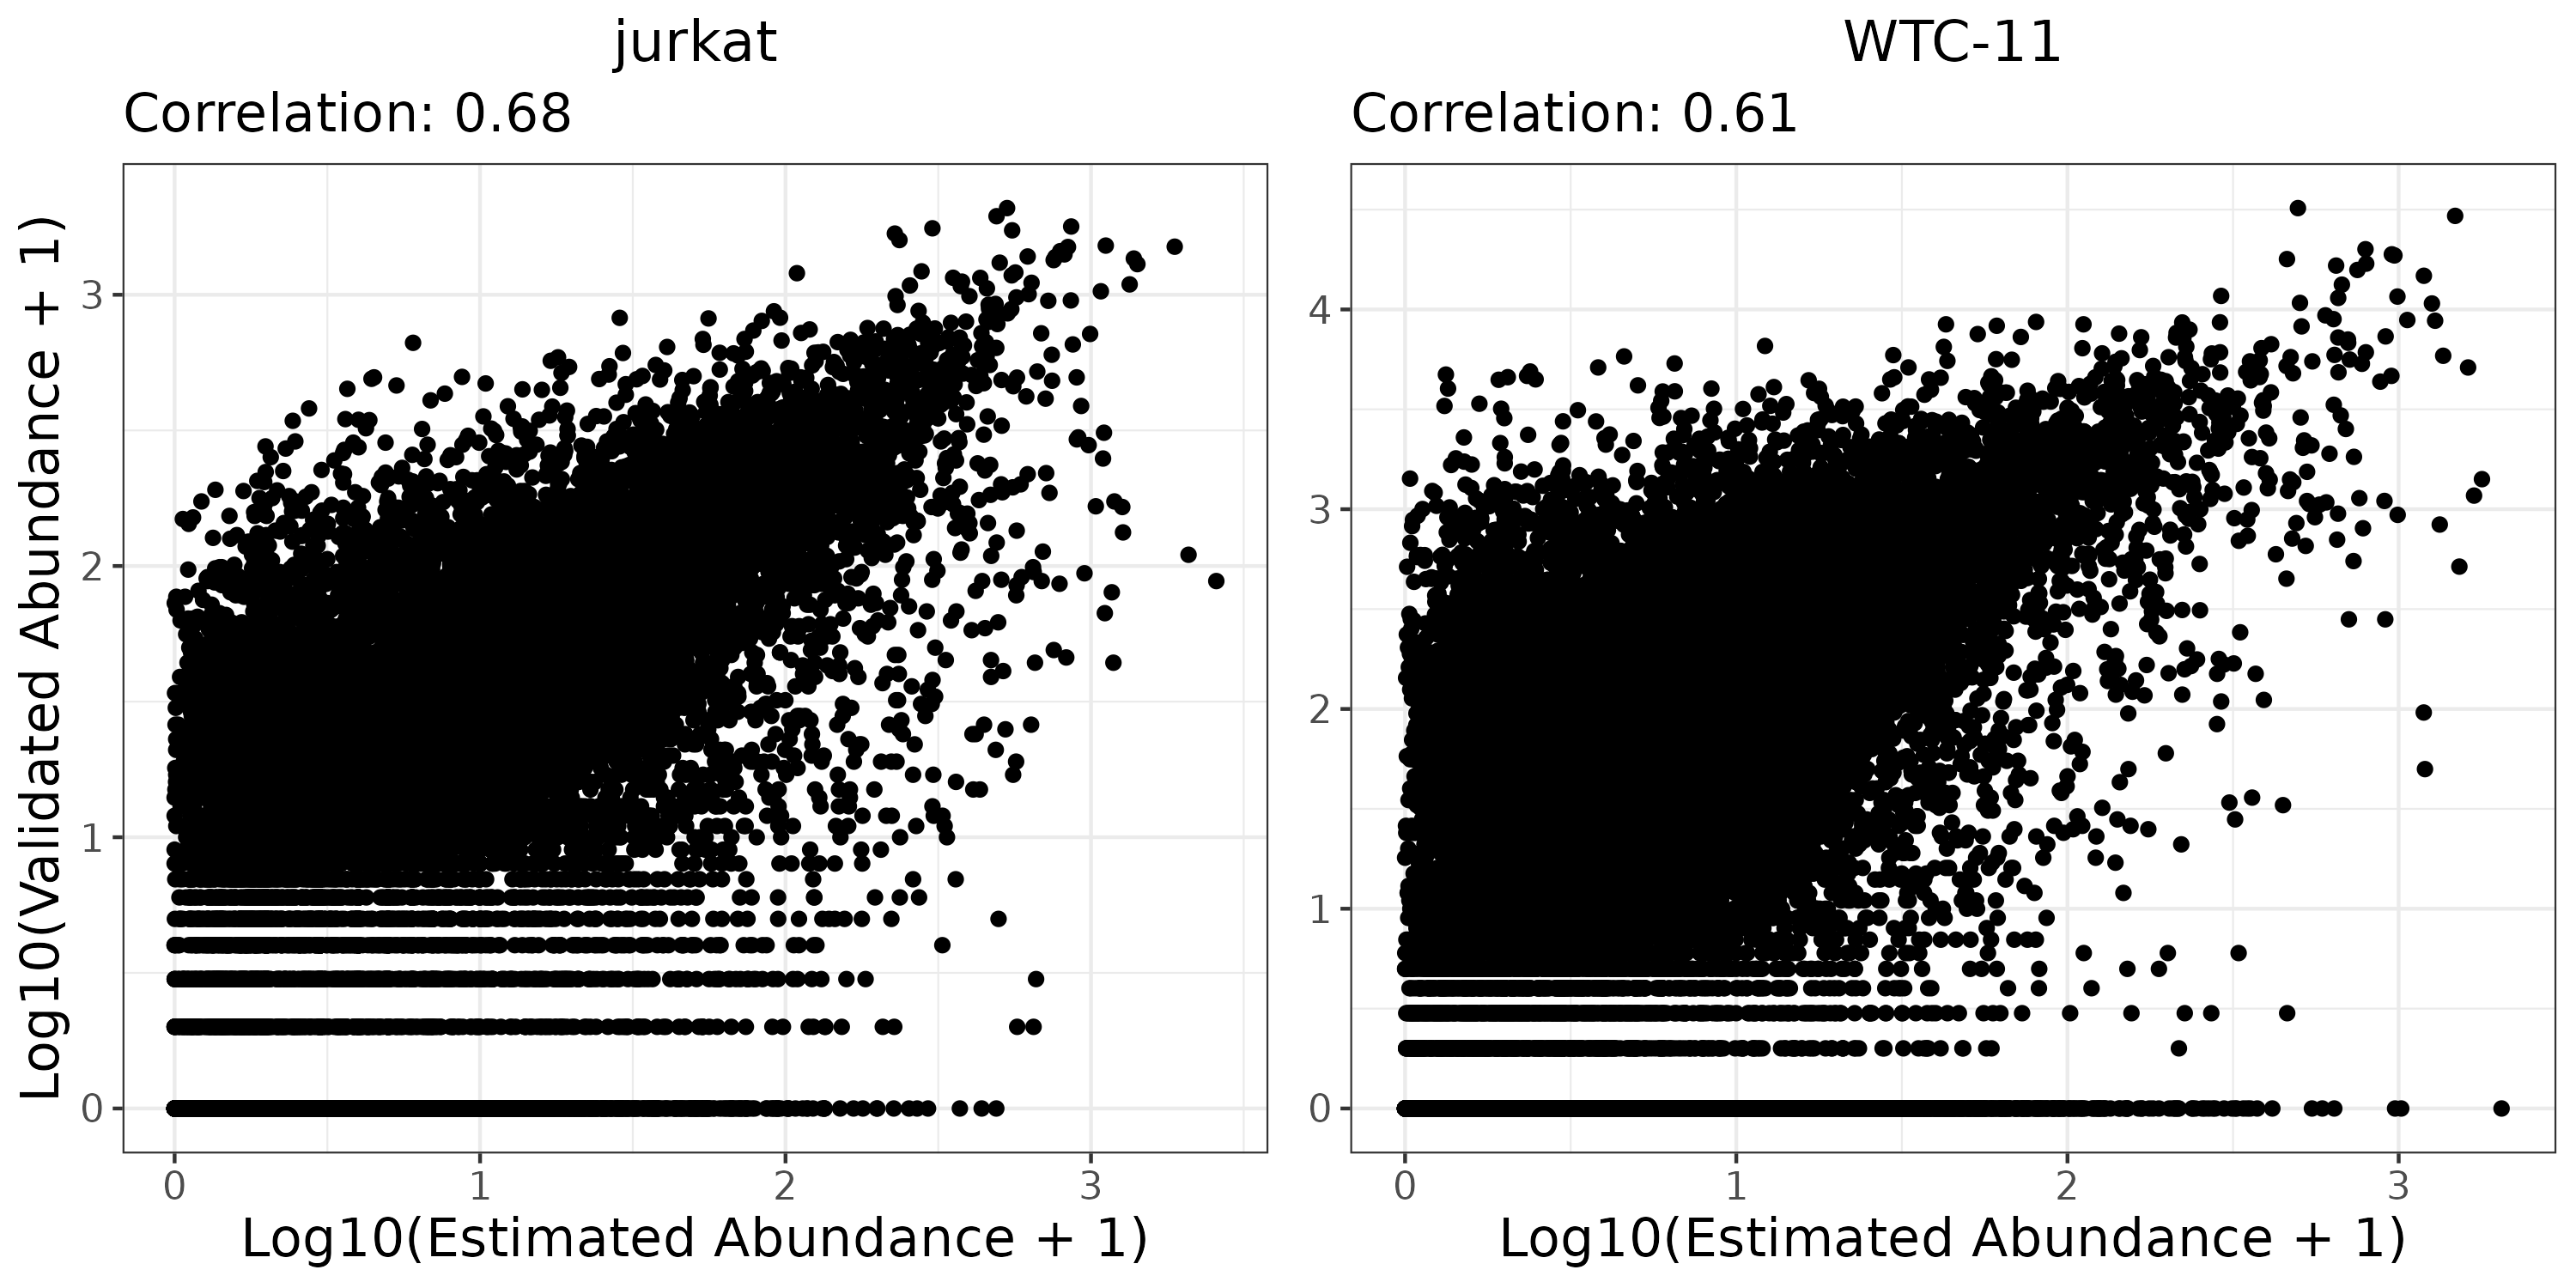 jurkat
Correlation: 0.68
Log10(Validated Abundance + 1)
3
2
1
0
0 1 2 3
Log10(Estimated Abundance + 1)
WTC-11
Correlation: 0.61
4
3
2
1
0
0 1 2 3
Log10(Estimated Abundance + 1)